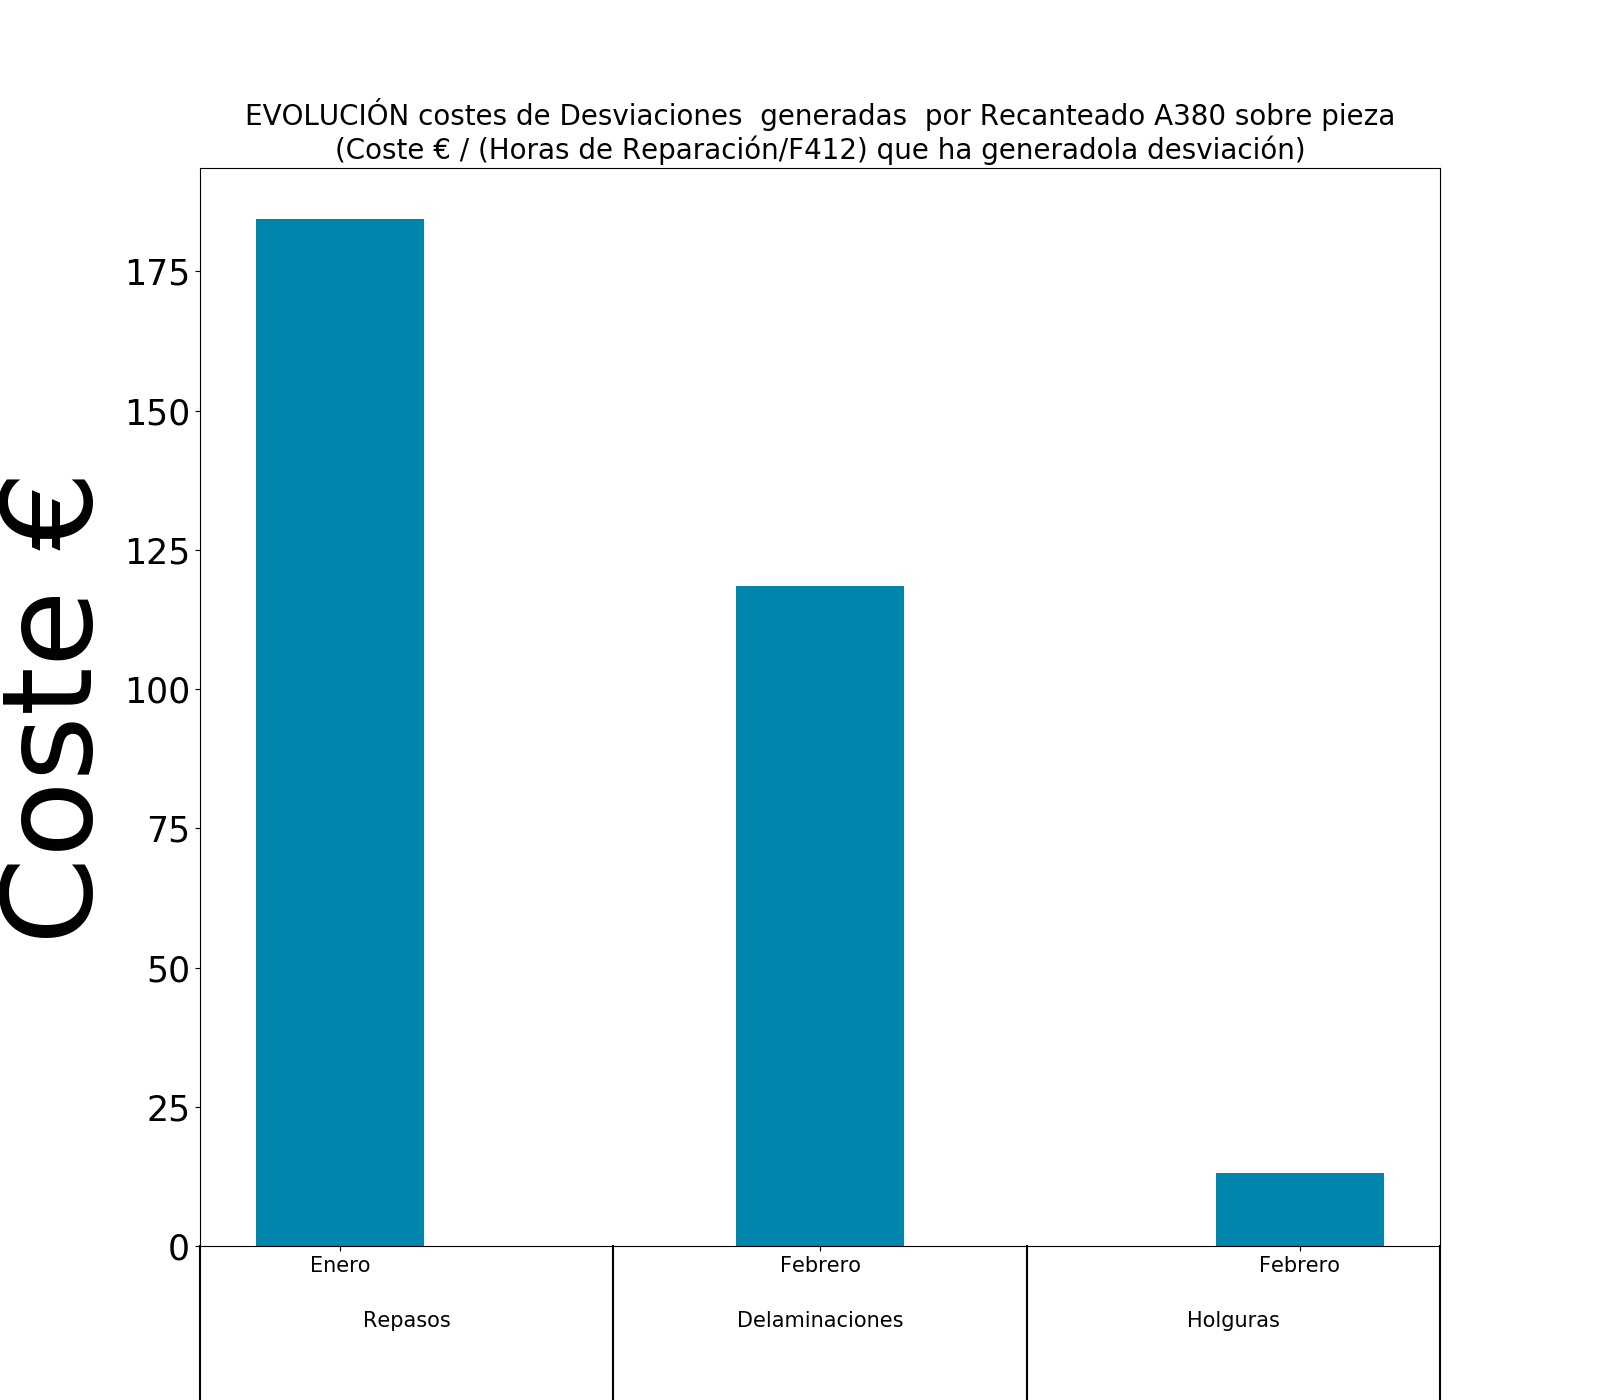 EVOLUCIÓN costes de Desviaciones  generadas  por Recanteado A380 sobre pieza
(Coste € / (Horas de Reparación/F412) que ha generadola desviación)
Coste €
175
150
125
100
75
50
25
0
Enero
Febrero
Febrero
Repasos
Delaminaciones
Holguras